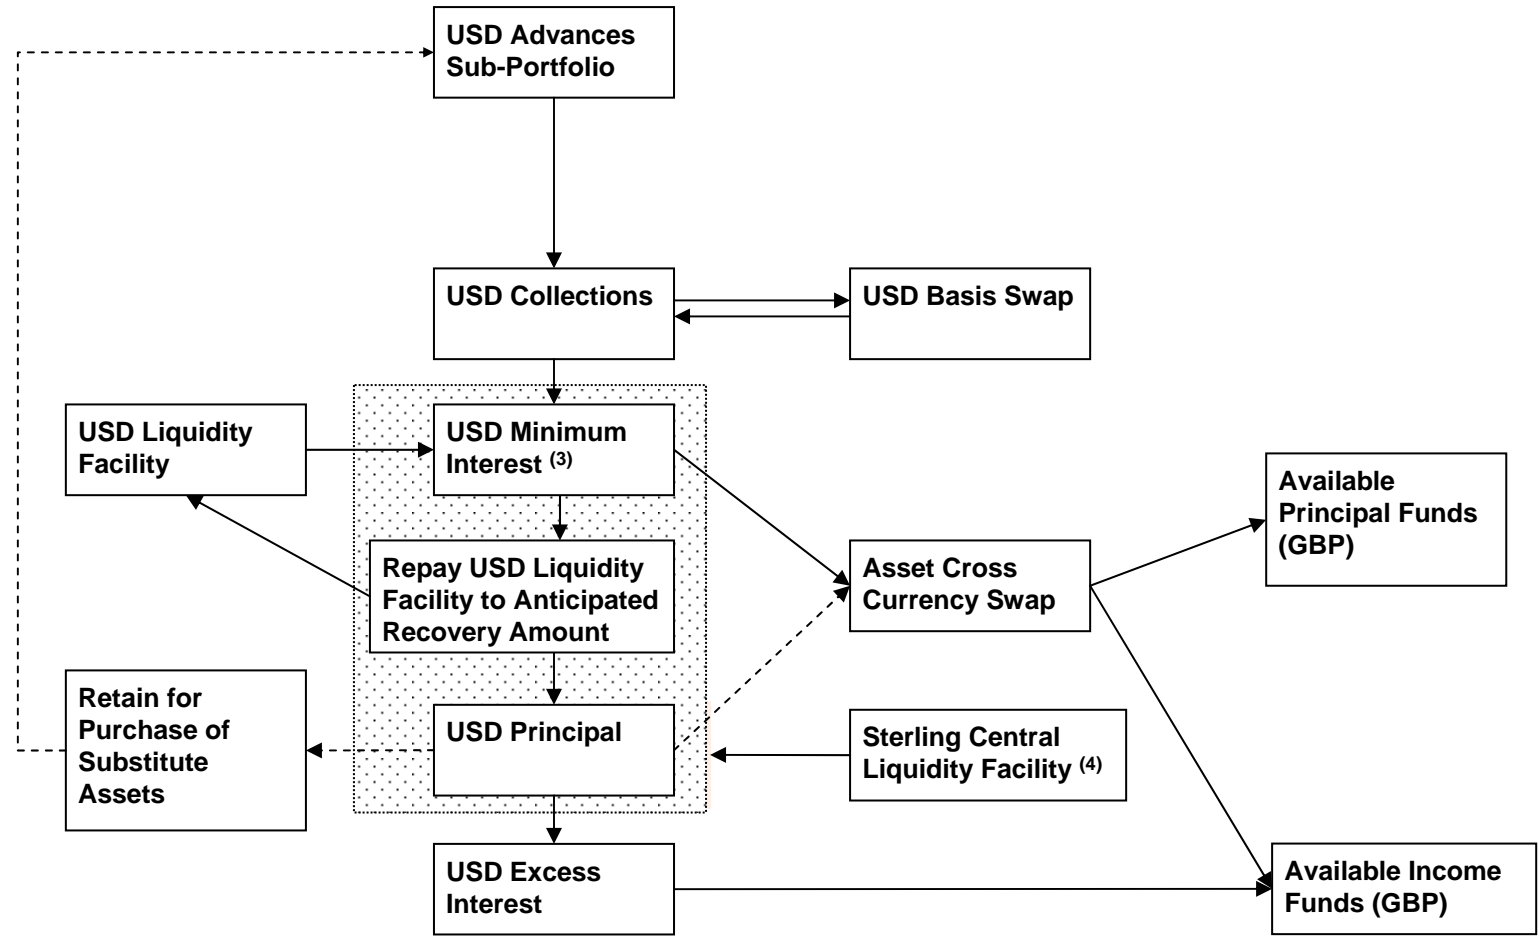 USD Advances
Sub-Portfolio
USD Collections
USD Basis Swap
USD Liquidity
Facility
USD Minimum
Interest (3)
Available
Principal Funds
(GBP)
Repay USD Liquidity
Facility to Anticipated
Recovery Amount
Asset Cross
Currency Swap
Retain for
Purchase of
Substitute
Assets
USD Principal
Sterling Central
Liquidity Facility (4)
USD Excess
Interest
Available Income
Funds (GBP)